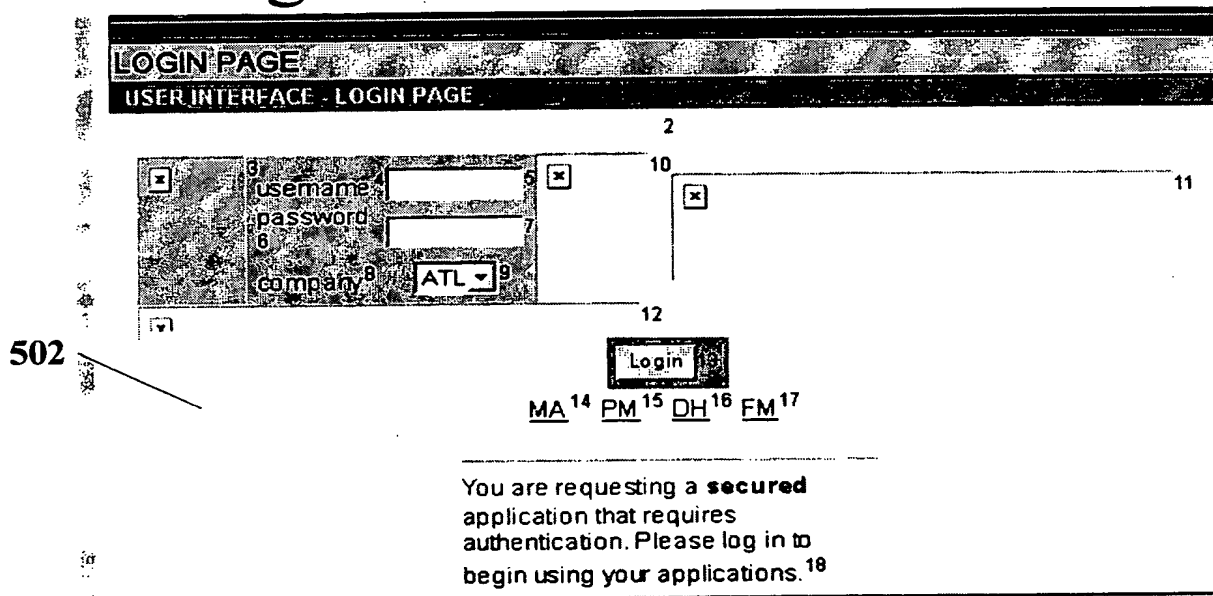 LOGIN PAGE
USER INTERFACE - LOGIN PAGE
2
3 username 5 10 11
password 7
6
company 8 ATL 9
12
502
Login
MA 14 PM 15 DH 16 FM 17
You are requesting a secured
application that requires
authentication. Please log in to
begin using your applications. 18